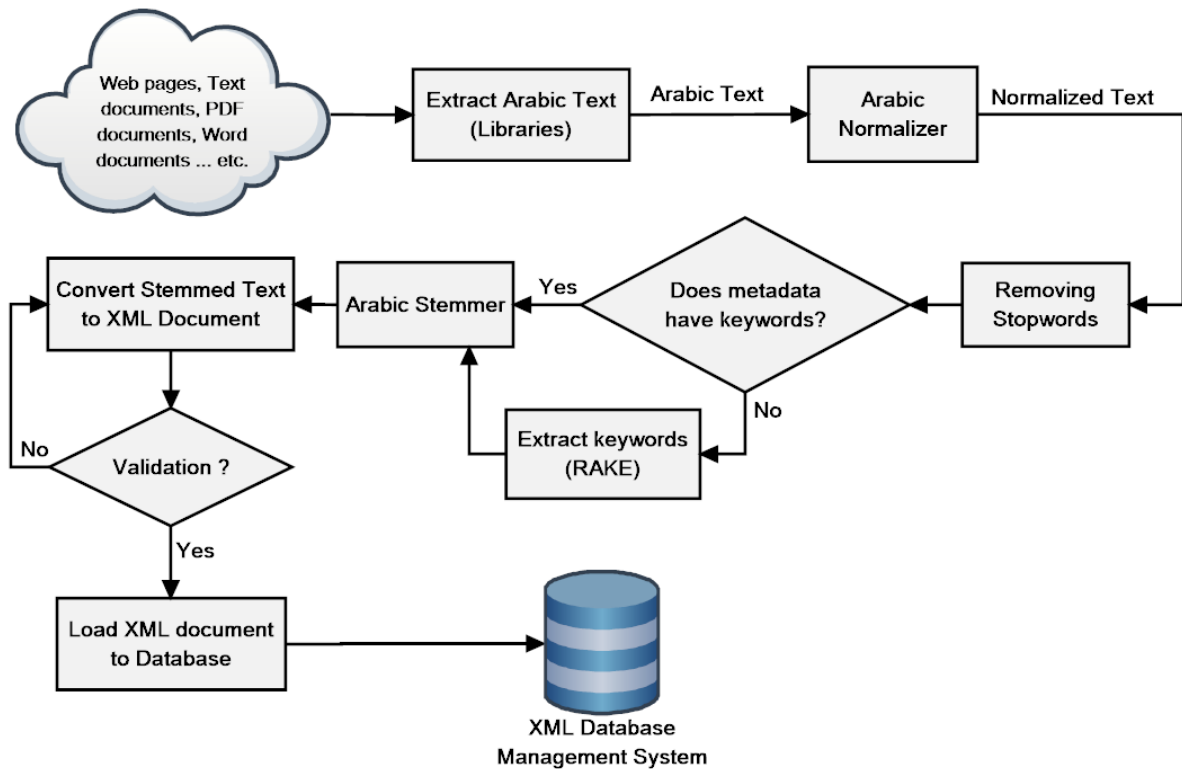 Web pages, Text
documents, PDF
documents, Word
documents ... etc.
Extract Arabic Text
(Libraries)
Arabic Text
Arabic
Normalizer
Normalized Text
Removing
Stopwords
Does metadata
have keywords?
Yes
No
Extract keywords
(RAKE)
Arabic Stemmer
Convert Stemmed Text
to XML Document
Validation ?
No
Yes
Load XML document
to Database
XML Database
Management System